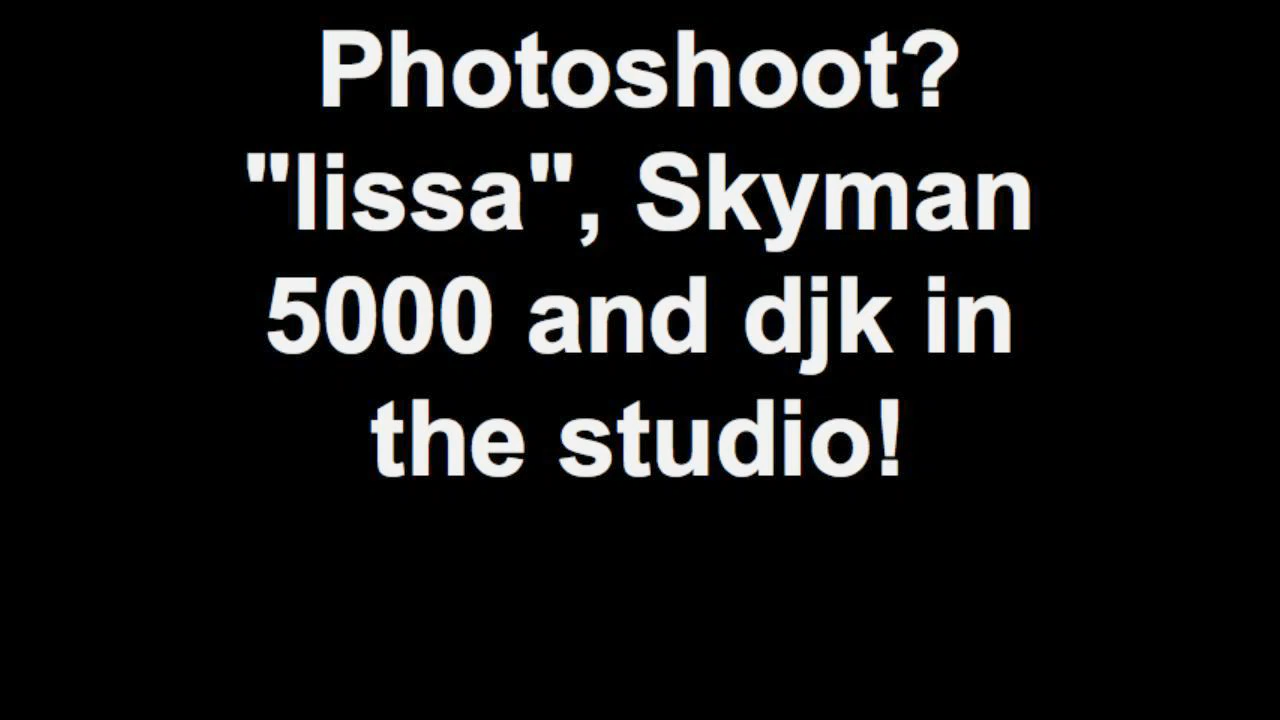 Photoshoot?
"lissa", Skyman
5000 and djk in
the studio!